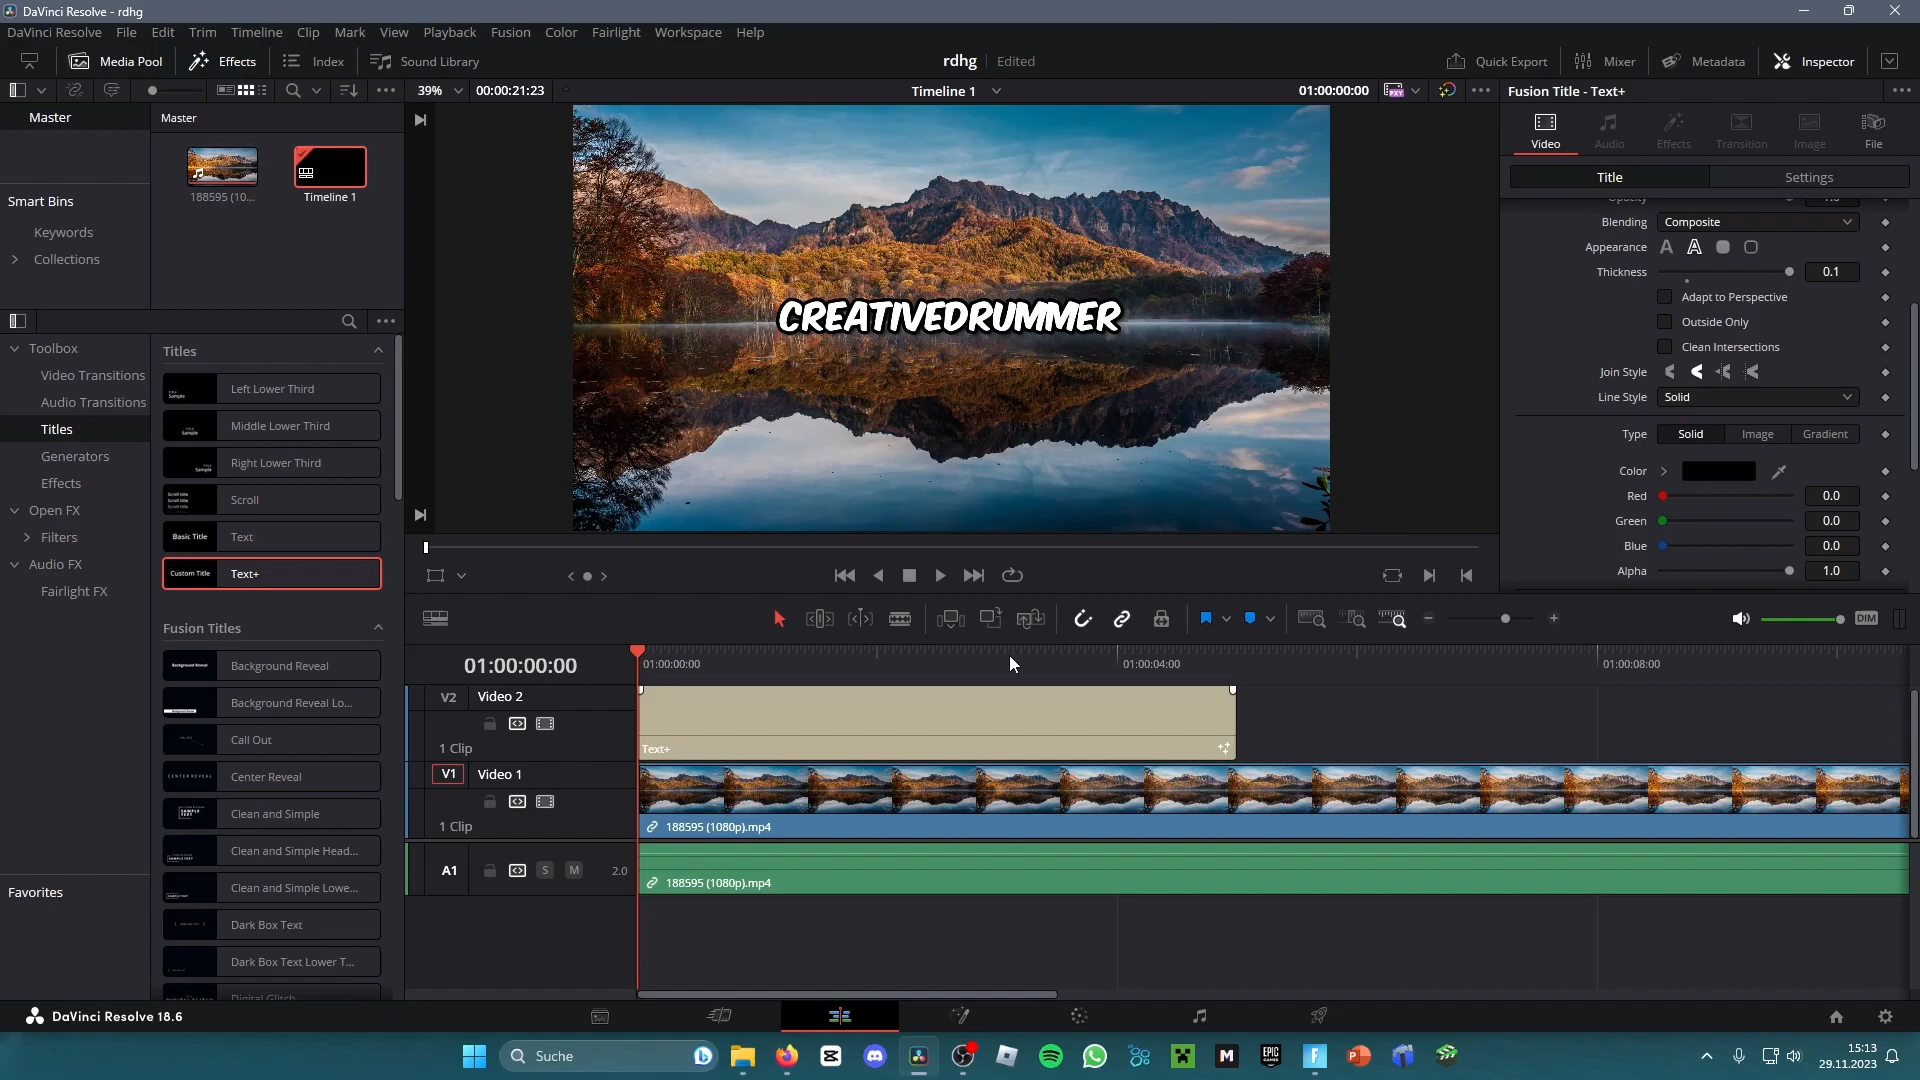 DaVinci Resolve - rdhg
DaVinci Resolve File Edit Trim Timeline Clip Mark View Playback Fusion Color Fairlight Workspace Help
Media Pool Effects Index Sound Library rdhg Edited Quick Export Mixer Metadata Inspector
39% 00:00:21:23 Timeline 1 01:00:00:00 Fusion Title - Text+
Master
Master
188595 (10...
Timeline 1
Smart Bins
Keywords
Collections
Video Audio Effects Transition Image File
Title Settings
Blending Composite
Appearance
Thickness 0.1
Adapt to Perspective
Outside Only
Clean Intersections
Join Style
Line Style Solid
Type Solid Image Gradient
Color
Red 0.0
Green 0.0
Blue 0.0
Alpha 1.0
CREATIVEDRUMMER
Toolbox
Video Transitions
Audio Transitions
Titles
Generators
Effects
Open FX
Filters
Audio FX
Fairlight FX
Favorites
Titles
Left Lower Third
Middle Lower Third
Right Lower Third
Scroll
Basic Title Text
Custom Title Text+
Fusion Titles
Background Reveal
Background Reveal Lo...
Call Out
Center Reveal
Clean and Simple
Clean and Simple Head...
Clean and Simple Lowe...
Dark Box Text
Dark Box Text Lower T...
Digital Glitch
DIM
01:00:00:00 01:00:00:00 01:00:04:00 01:00:08:00
V2 Video 2
1 Clip
Text+
V1 Video 1
1 Clip
188595 (1080p).mp4
A1 S M 2.0
188595 (1080p).mp4
DaVinci Resolve 18.6
Suche
15:13
29.11.2023